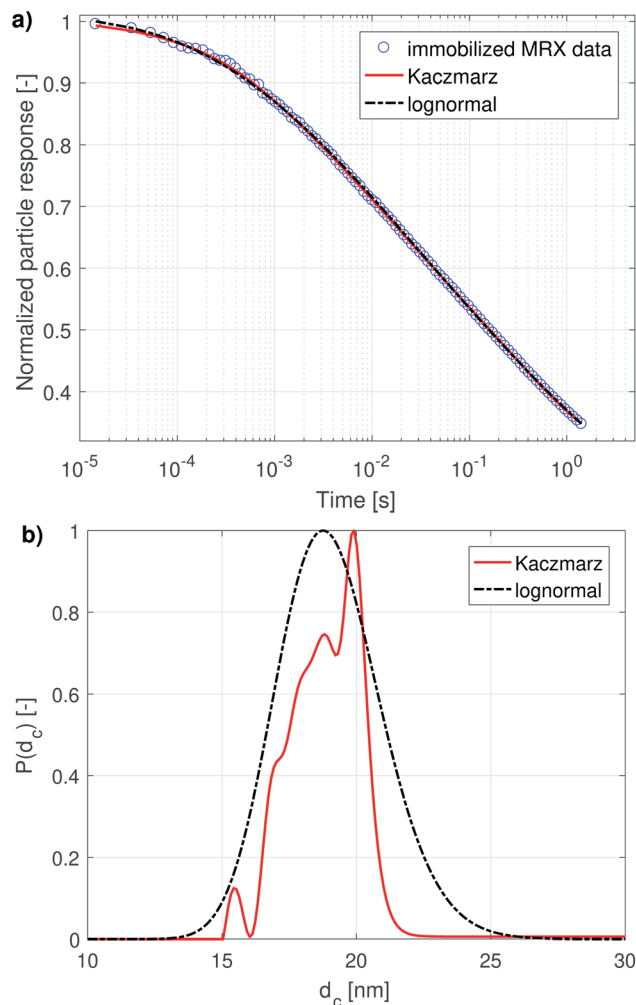 a)
1
0.9
0.8
0.7
0.6
0.5
0.4
Normalized particle response [-]
immobilized MRX data
Kaczmarz
lognormal
10⁻⁵ 10⁻⁴ 10⁻³ 10⁻² 10⁻¹ 10⁰
Time [s]
b)
1
0.8
0.6
0.4
0.2
0
P(d_c) [-]
Kaczmarz
lognormal
10 15 20 25 30
d_c [nm]